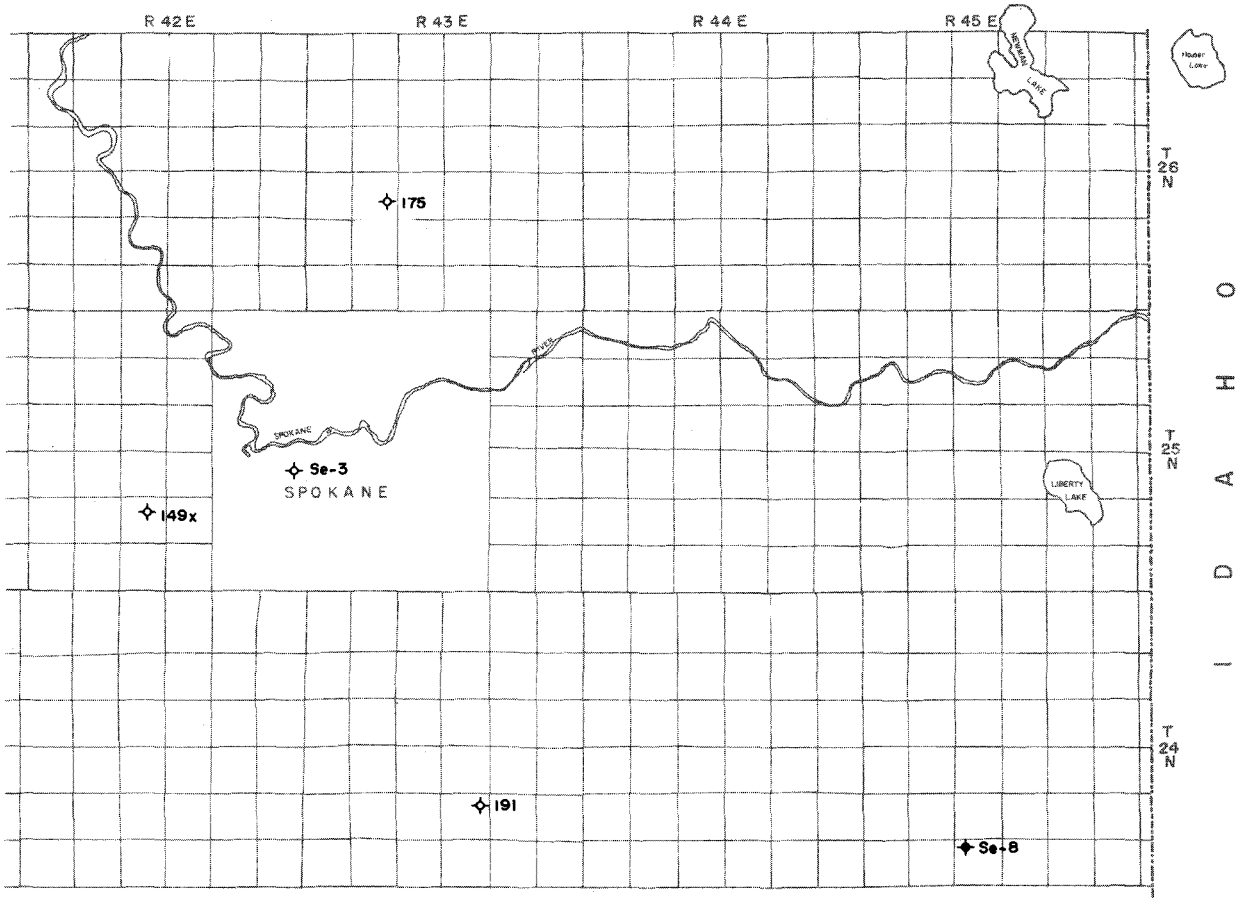 R 42 E R 43 E R 44 E R 45 E
NEWMAN
LAKE
Hauser
Lake
T
26
N
175
RIVER
SPOKANE
Se-3
SPOKANE
149x
T
25
N
LIBERTY
LAKE
IDAHO
T
24
N
191
Se-8